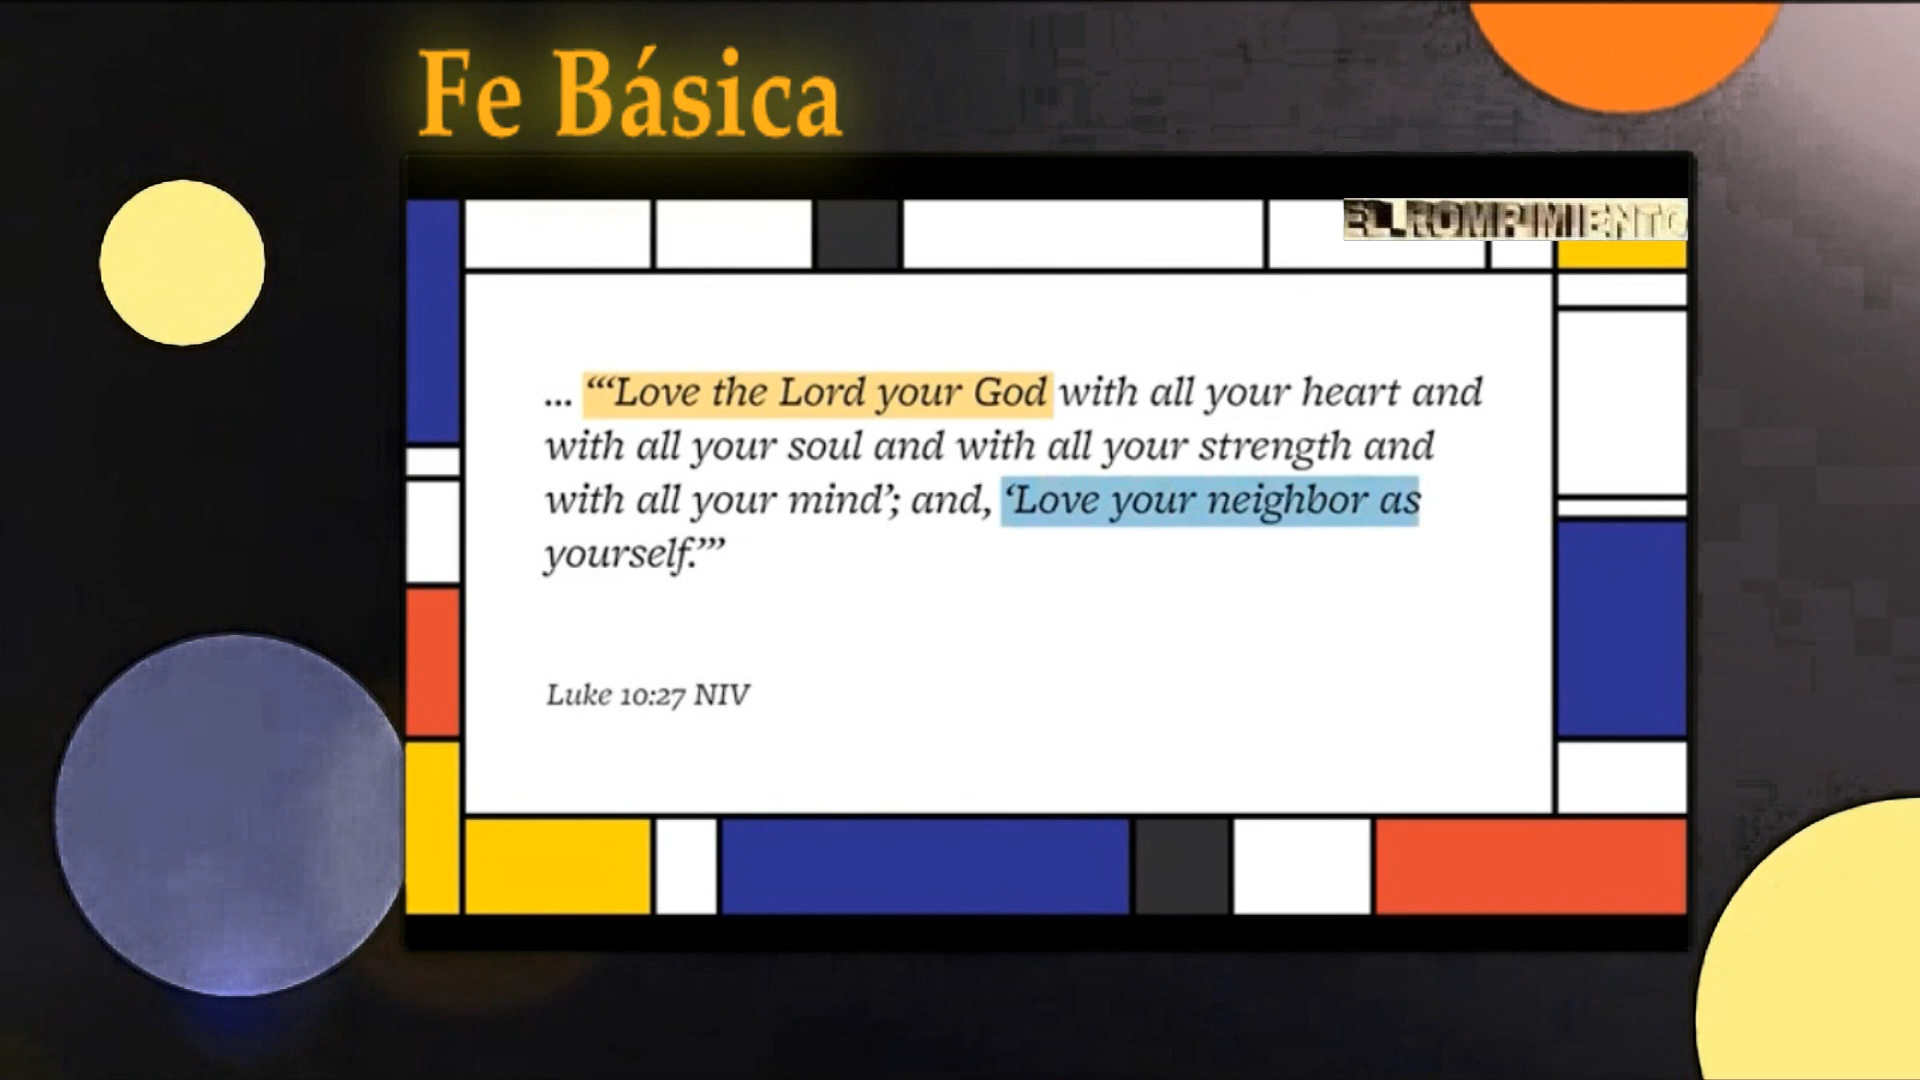 Fe Básica
EL ROMPIMIENTO
... “‘“Love the Lord your God with all your heart and
with all your soul and with all your strength and
with all your mind’; and, ‘Love your neighbor as
yourself.’”
Luke 10:27 NIV